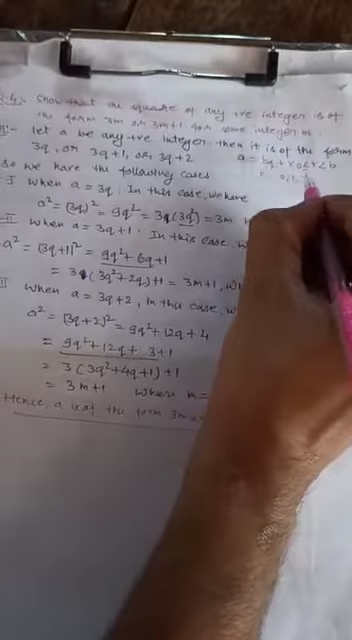 Show that the square of any +ve integer is of
the form 3m or 3m+1 for some integer m.
let a be any +ve integer then it is of the form
3q, or 3q+1, or 3q+2 a = bq + r 0≤r<b
So we have the following cases
I when a = 3q: In this case, we have
a² = (3q)² = 9q² = 3q(3q²) = 3m
II when a = 3q+1. In this case,
a² = (3q+1)² = 9q²+6q+1
= 3(3q²+2q)+1 = 3m+1,
When a = 3q+2, in this case,
a² = (3q+2)² = 9q²+12q+4
= 9q²+12q+3+1
= 3(3q²+4q+1)+1
= 3m+1 where
Hence, a is of the form 3m